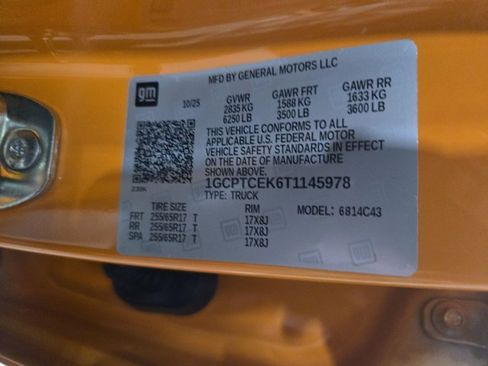 MFD BY GENERAL MOTORS LLC
gm
10/25
GVWR GAWR FRT GAWR RR
2835 KG 1588 KG 1633 KG
6250 LB 3500 LB 3600 LB
THIS VEHICLE CONFORMS TO ALL
APPLICABLE U.S. FEDERAL MOTOR
VEHICLE SAFETY STANDARDS IN EFFECT
ON THE DATE OF MANUFACTURE
SHOWN ABOVE.
1GCPTCEK6T1145978
TYPE: TRUCK
TIRE SIZE RIM MODEL: 6814C43
FRT 255/65R17 T 17X8J
RR 255/65R17 T 17X8J
SPA 255/65R17 T 17X8J